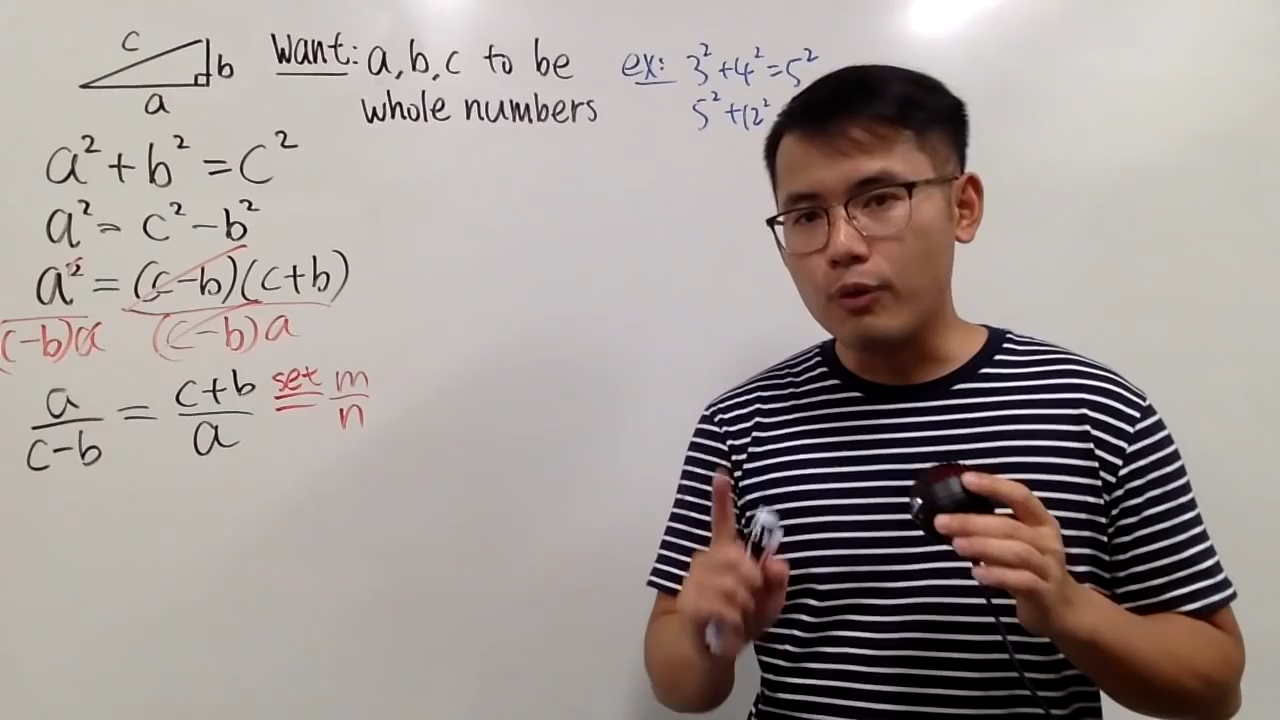 c
b
a
Want: a, b, c to be
whole numbers
ex: 3² + 4² = 5²
5² + 12²
a² + b² = c²
a² = c² - b²
a² = (c-b)(c+b)
(c-b)a (c-b)a
a/(c-b) = (c+b)/a set= m/n